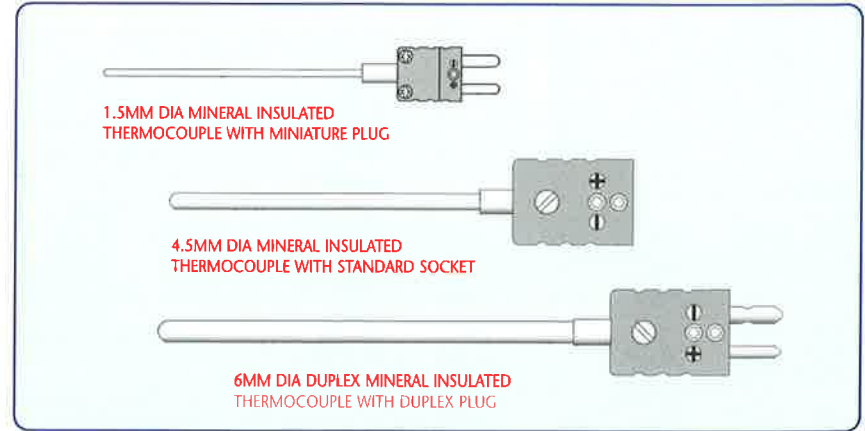 1.5MM DIA MINERAL INSULATED
THERMOCOUPLE WITH MINIATURE PLUG
4.5MM DIA MINERAL INSULATED
THERMOCOUPLE WITH STANDARD SOCKET
6MM DIA DUPLEX MINERAL INSULATED
THERMOCOUPLE WITH DUPLEX PLUG